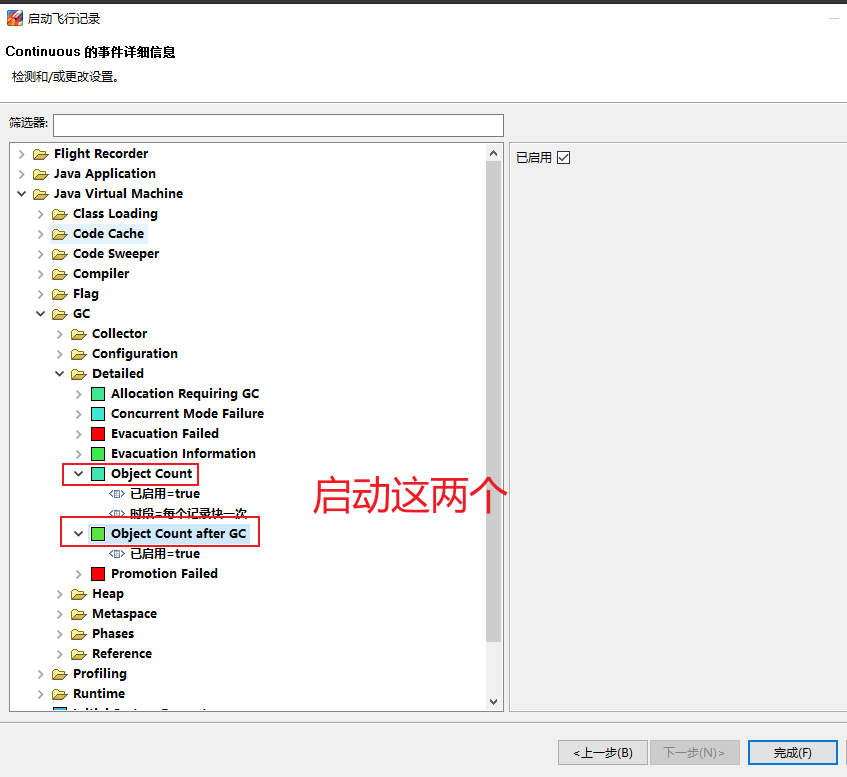 启动飞行记录
Continuous 的事件详细信息
检测和/或更改设置。
筛选器:
已启用
Flight Recorder
Java Application
Java Virtual Machine
Class Loading
Code Cache
Code Sweeper
Compiler
Flag
GC
Collector
Configuration
Detailed
Allocation Requiring GC
Concurrent Mode Failure
Evacuation Failed
Evacuation Information
Object Count
已启用=true
时段=每个记录块一次
启动这两个
Object Count after GC
已启用=true
Promotion Failed
Heap
Metaspace
Phases
Reference
Profiling
Runtime
<上一步(B)
下一步(N)>
完成(F)